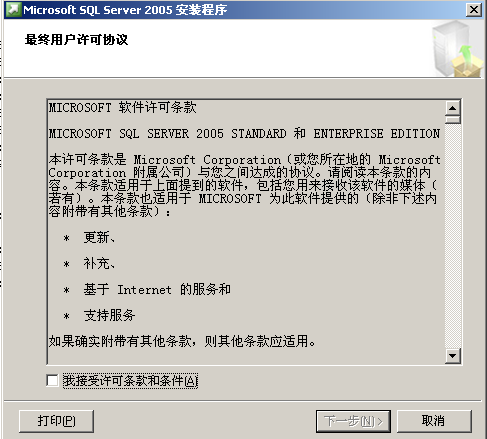 Microsoft SQL Server 2005 安装程序
最终用户许可协议
MICROSOFT 软件许可条款
MICROSOFT SQL SERVER 2005 STANDARD 和 ENTERPRISE EDITION
本许可条款是 Microsoft Corporation（或您所在地的 Microsoft
Corporation 附属公司）与您之间达成的协议。请阅读本条款的内
容。本条款适用于上面提到的软件，包括您用来接收该软件的媒体（
若有）。本条款也适用于 MICROSOFT 为此软件提供的（除非下述内
容附带有其他条款）：
* 更新、
* 补充、
* 基于 Internet 的服务和
* 支持服务
如果确实附带有其他条款，则其他条款应适用。
我接受许可条款和条件(A)
打印(P) 下一步(N)> 取消